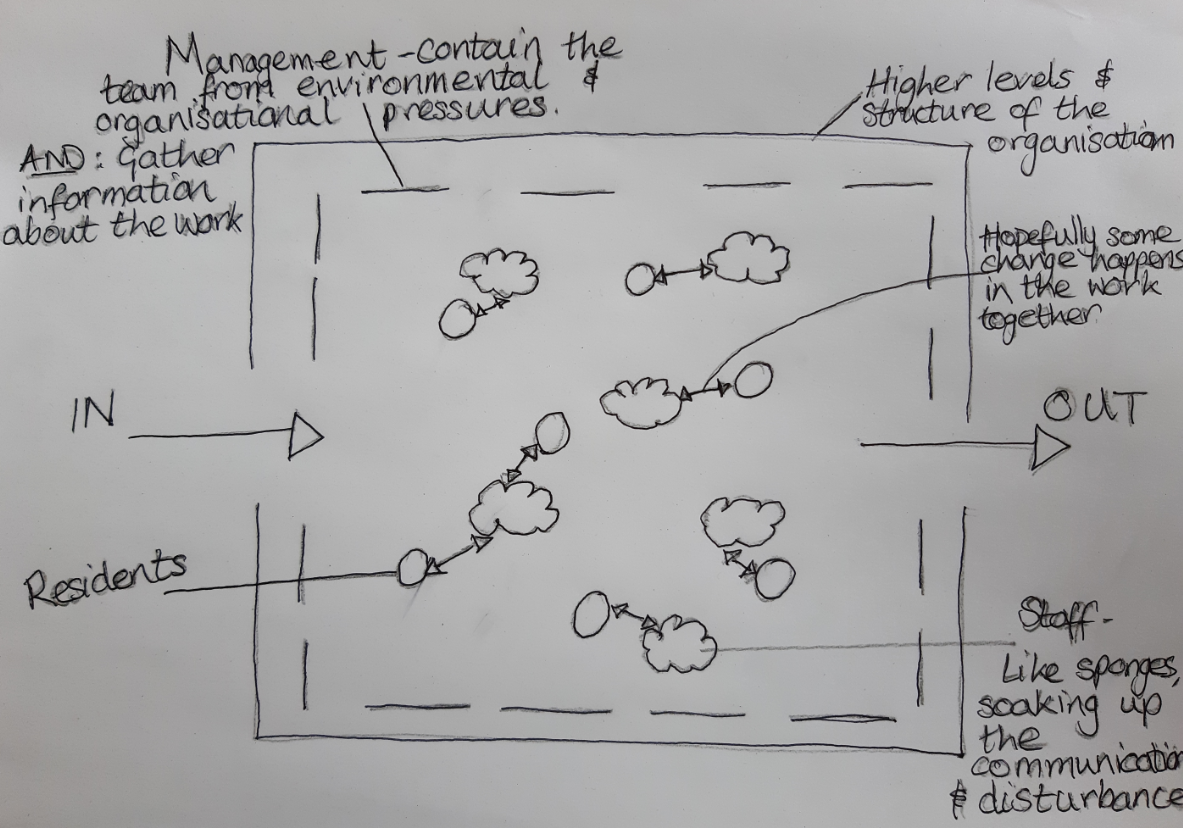 Management - contain the
team from environmental &
organisational pressures.
AND: Gather
information
about the work
Higher levels &
structure of the
organisation
Hopefully some
change happens
in the work
together
IN
OUT
Residents
Staff -
Like sponges,
soaking up
the
communication
& disturbance